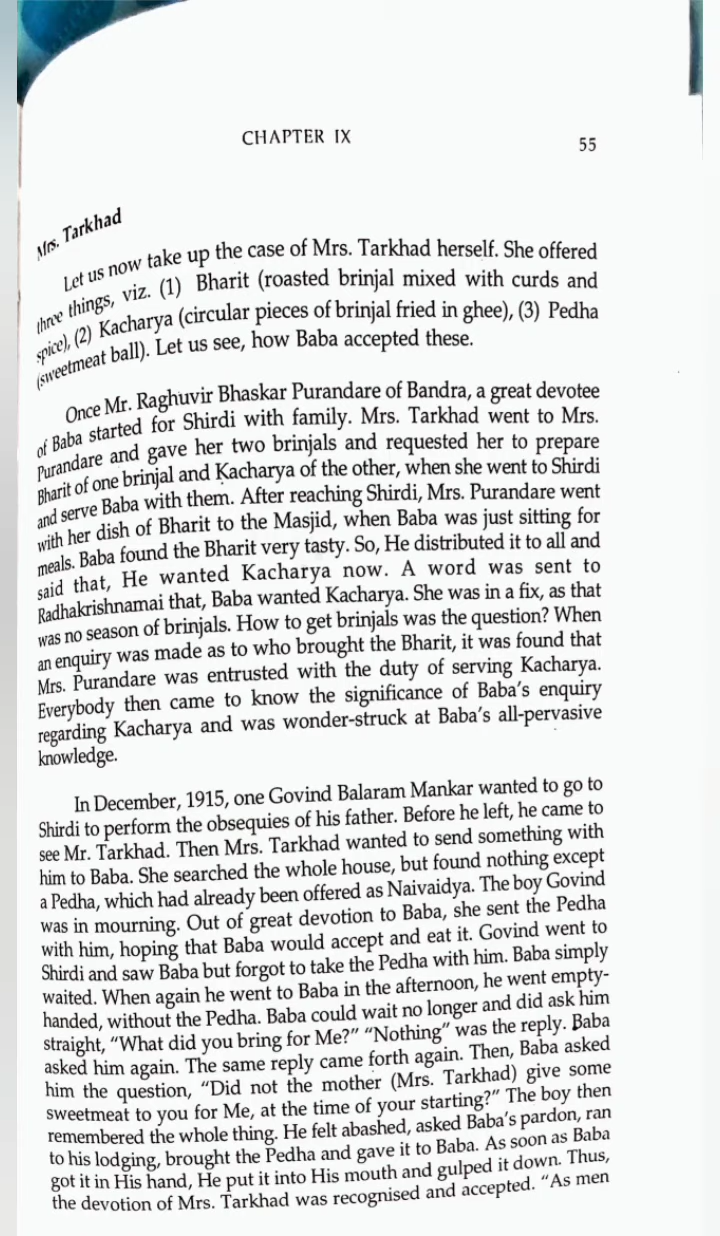 CHAPTER IX
55
Mrs. Tarkhad
Let us now take up the case of Mrs. Tarkhad herself. She offered
three things, viz. (1) Bharit (roasted brinjal mixed with curds and
spice), (2) Kacharya (circular pieces of brinjal fried in ghee), (3) Pedha
(sweetmeat ball). Let us see, how Baba accepted these.
Once Mr. Raghuvir Bhaskar Purandare of Bandra, a great devotee
of Baba started for Shirdi with family. Mrs. Tarkhad went to Mrs.
Purandare and gave her two brinjals and requested her to prepare
Bharit of one brinjal and Kacharya of the other, when she went to Shirdi
and serve Baba with them. After reaching Shirdi, Mrs. Purandare went
with her dish of Bharit to the Masjid, when Baba was just sitting for
meals. Baba found the Bharit very tasty. So, He distributed it to all and
said that, He wanted Kacharya now. A word was sent to
Radhakrishnamai that, Baba wanted Kacharya. She was in a fix, as that
was no season of brinjals. How to get brinjals was the question? When
an enquiry was made as to who brought the Bharit, it was found that
Mrs. Purandare was entrusted with the duty of serving Kacharya.
Everybody then came to know the significance of Baba's enquiry
regarding Kacharya and was wonder-struck at Baba's all-pervasive
knowledge.
In December, 1915, one Govind Balaram Mankar wanted to go to
Shirdi to perform the obsequies of his father. Before he left, he came to
see Mr. Tarkhad. Then Mrs. Tarkhad wanted to send something with
him to Baba. She searched the whole house, but found nothing except
a Pedha, which had already been offered as Naivaidya. The boy Govind
was in mourning. Out of great devotion to Baba, she sent the Pedha
with him, hoping that Baba would accept and eat it. Govind went to
Shirdi and saw Baba but forgot to take the Pedha with him. Baba simply
waited. When again he went to Baba in the afternoon, he went empty-
handed, without the Pedha. Baba could wait no longer and did ask him
straight, "What did you bring for Me?" "Nothing" was the reply. Baba
asked him again. The same reply came forth again. Then, Baba asked
him the question, "Did not the mother (Mrs. Tarkhad) give some
sweetmeat to you for Me, at the time of your starting?" The boy then
remembered the whole thing. He felt abashed, asked Baba's pardon, ran
to his lodging, brought the Pedha and gave it to Baba. As soon as Baba
got it in His hand, He put it into His mouth and gulped it down. Thus,
the devotion of Mrs. Tarkhad was recognised and accepted. "As men